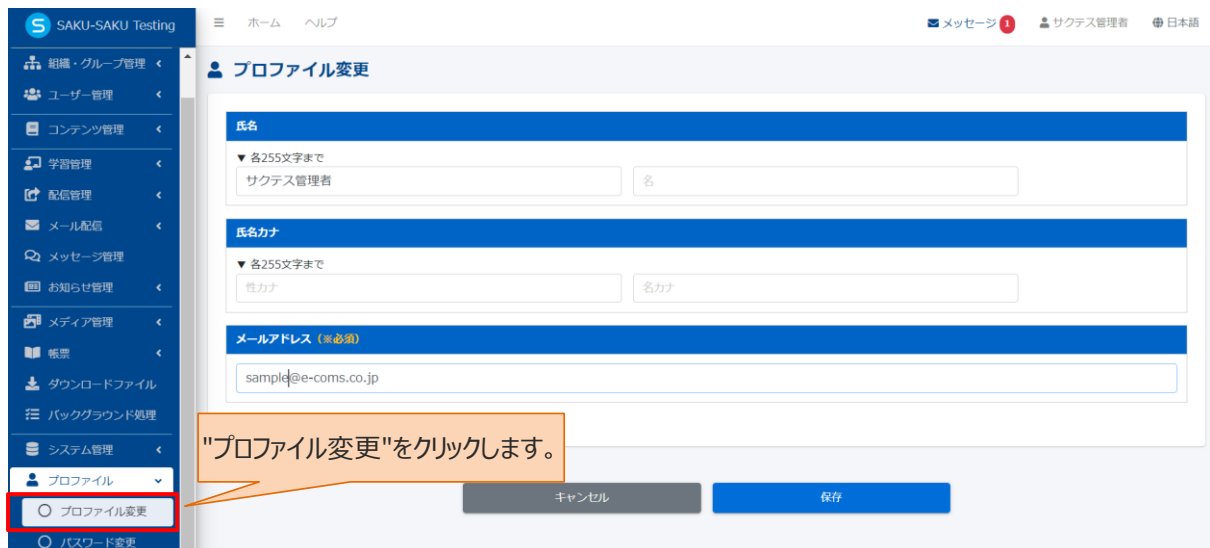 SAKU-SAKU Testing
ホーム ヘルプ
メッセージ 1 サクテス管理者 日本語
組織・グループ管理
ユーザー管理
コンテンツ管理
学習管理
配信管理
メール配信
メッセージ管理
お知らせ管理
メディア管理
帳票
ダウンロードファイル
バックグラウンド処理
システム管理
プロファイル
プロファイル変更
パスワード変更
プロファイル変更
氏名
▼ 各255文字まで
サクテス管理者 名
氏名カナ
▼ 各255文字まで
性カナ 名カナ
メールアドレス (※必須)
sample@e-coms.co.jp
"プロファイル変更"をクリックします。
キャンセル 保存